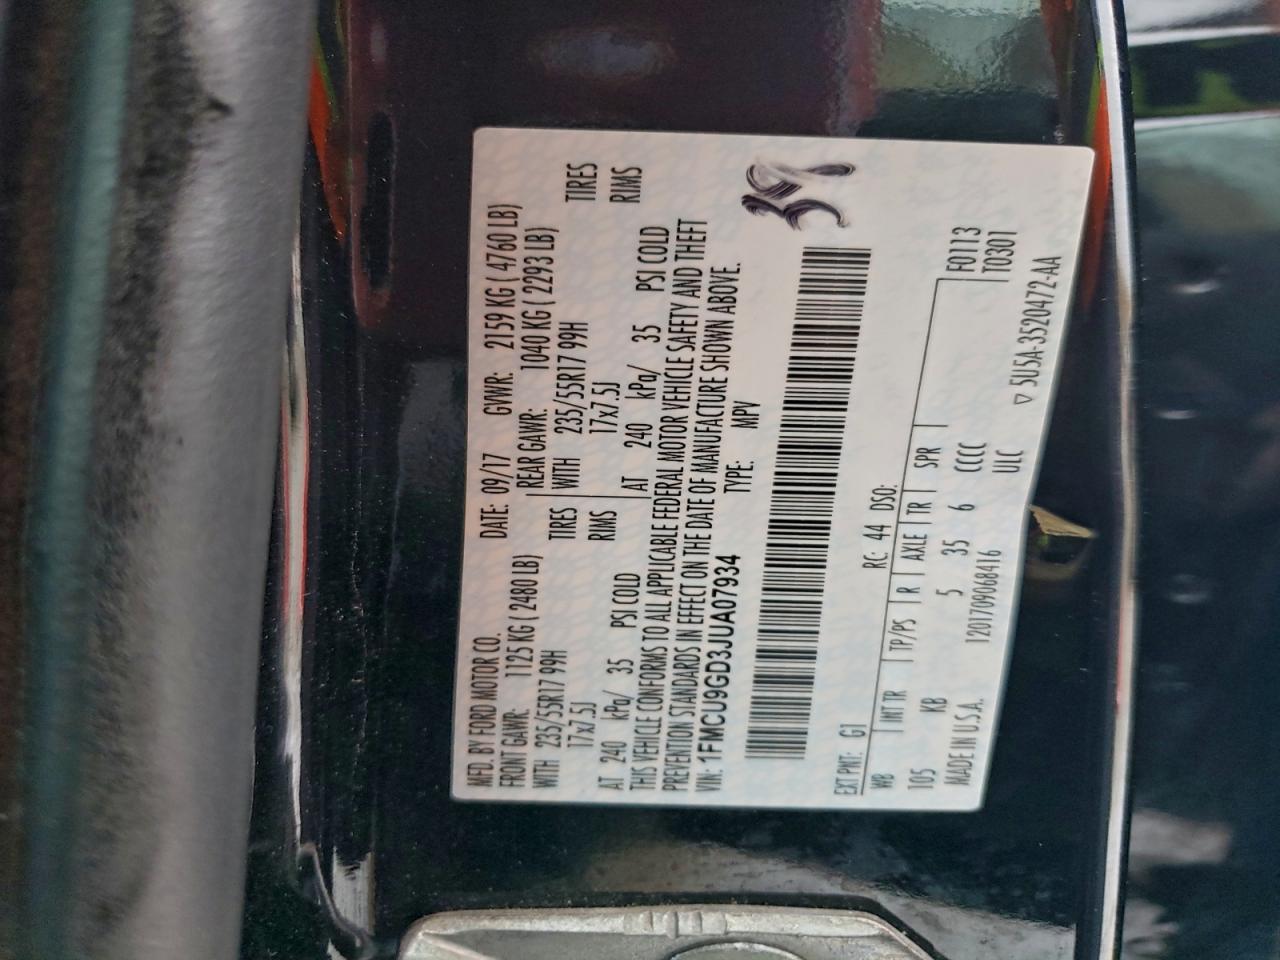 MFD. BY FORD MOTOR CO. DATE: 09/17 GVWR: 2159 KG ( 4760 LB)
FRONT GAWR: 1125 KG ( 2480 LB) REAR GAWR: 1040 KG ( 2293 LB)
WITH 235/55R17 99H TIRES WITH 235/55R17 99H TIRES
17x7.5J RIMS 17x7.5J RIMS
AT 240 kPa/ 35 PSI COLD AT 240 kPa/ 35 PSI COLD
THIS VEHICLE CONFORMS TO ALL APPLICABLE FEDERAL MOTOR VEHICLE SAFETY AND THEFT
PREVENTION STANDARDS IN EFFECT ON THE DATE OF MANUFACTURE SHOWN ABOVE.
VIN: 1FMCU9GD3JUA07934 TYPE: MPV
EXT PNT: G1 RC: 44 DSO:
WB INT TR TP/PS R AXLE TR SPR F0113
105 KB 5 35 6 CCCC T0301
MADE IN U.S.A. 1201709068416 ULC
▽ 5U5A-3520472-AA